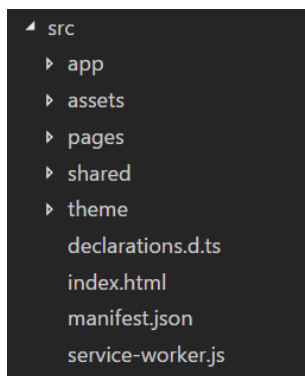 src
app
assets
pages
shared
theme
declarations.d.ts
index.html
manifest.json
service-worker.js